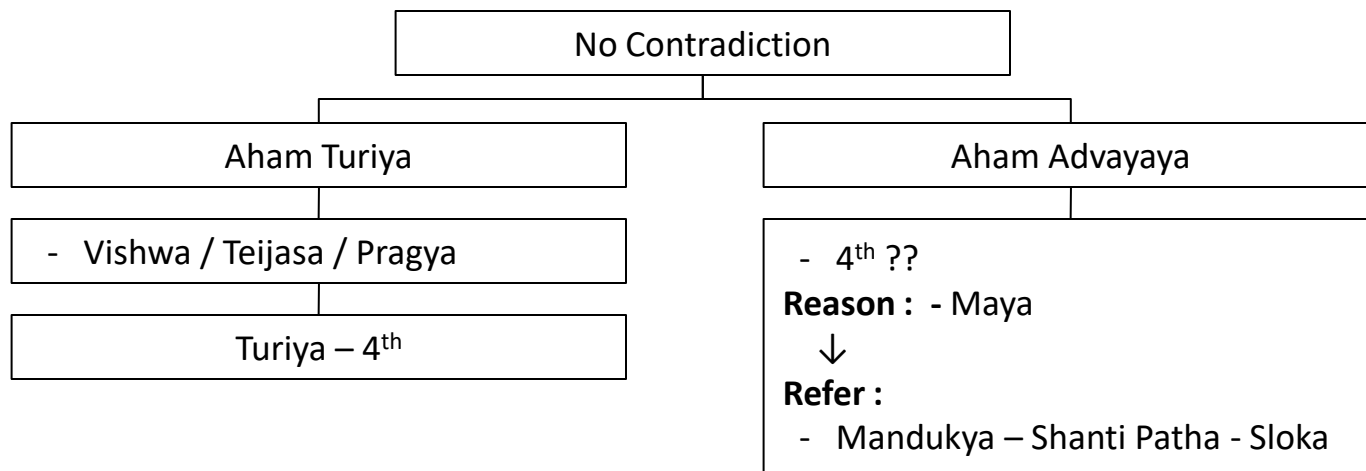 No Contradiction
Aham Turiya
- Vishwa / Teijasa / Pragya
Turiya – 4th
Aham Advayaya
- 4th ??
Reason : - Maya
↓
Refer :
- Mandukya – Shanti Patha - Sloka